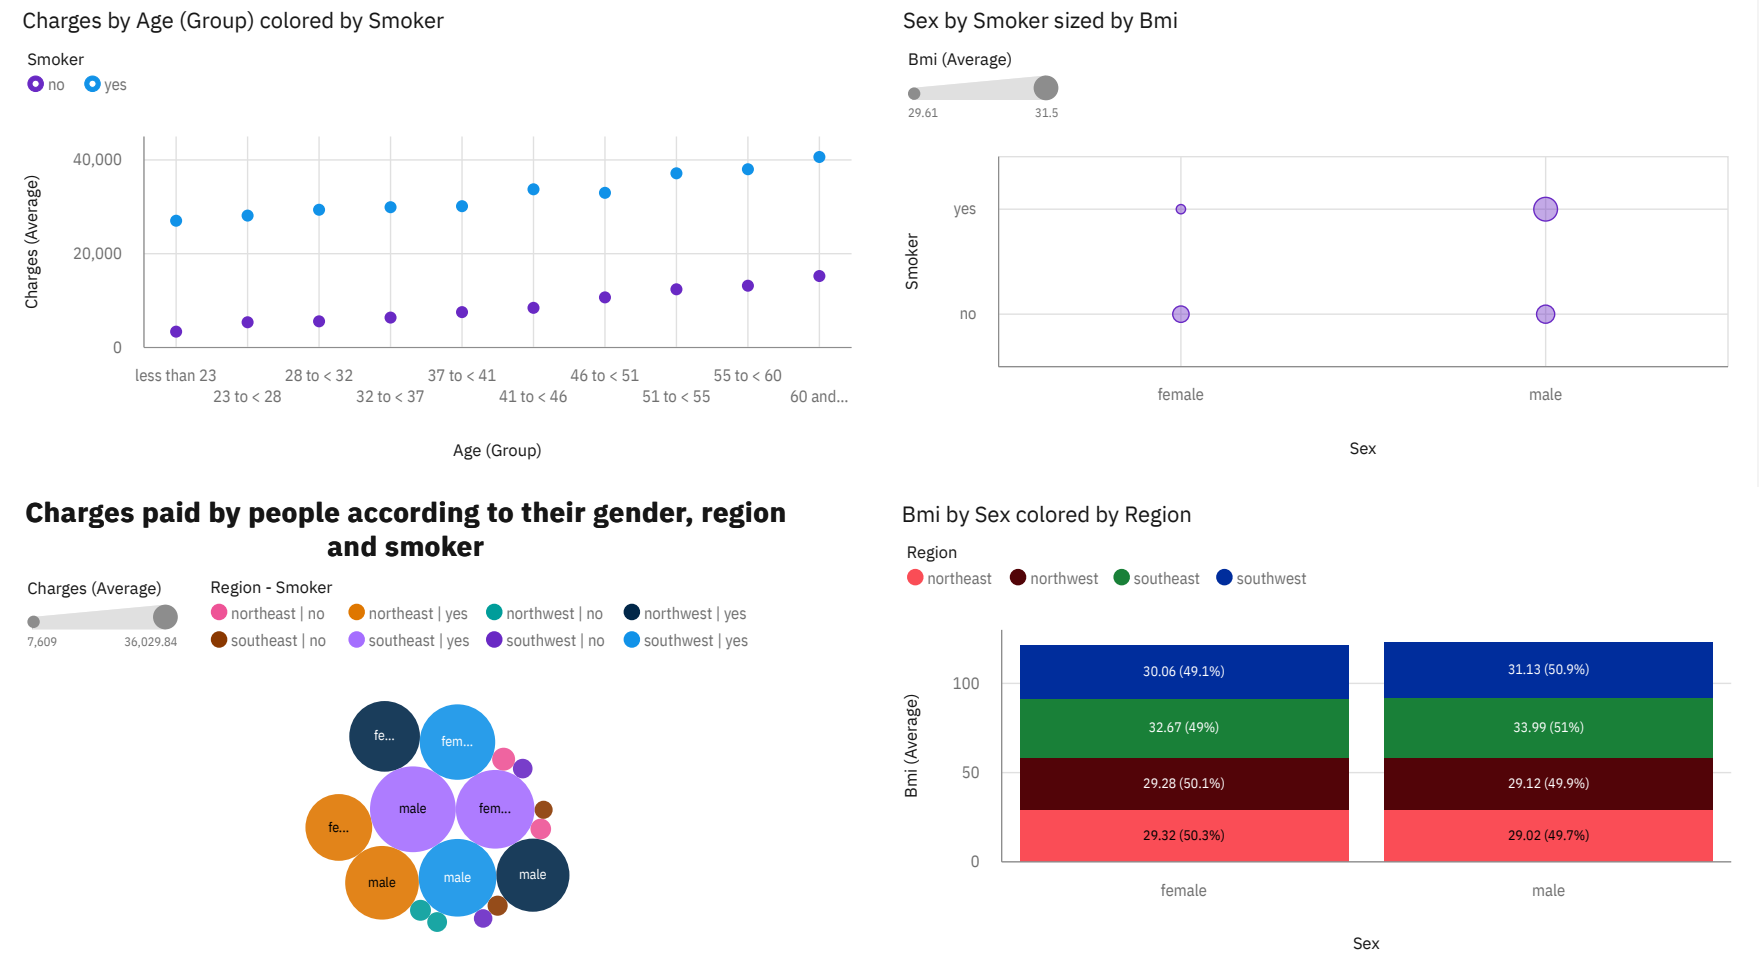 Charges by Age (Group) colored by Smoker
Smoker
no yes
Charges (Average)
40,000
20,000
0
less than 23 28 to < 32 37 to < 41 46 to < 51 55 to < 60
23 to < 28 32 to < 37 41 to < 46 51 to < 55 60 and...
Age (Group)
Sex by Smoker sized by Bmi
Bmi (Average)
29.61 31.5
Smoker
yes
no
female male
Sex
Charges paid by people according to their gender, region
and smoker
Charges (Average)
7,609 36,029.84
Region - Smoker
northeast | no northeast | yes northwest | no northwest | yes
southeast | no southeast | yes southwest | no southwest | yes
fe... fem...
male fem...
fe...
male male male
Bmi by Sex colored by Region
Region
northeast northwest southeast southwest
Bmi (Average)
100
50
0
30.06 (49.1%) 31.13 (50.9%)
32.67 (49%) 33.99 (51%)
29.28 (50.1%) 29.12 (49.9%)
29.32 (50.3%) 29.02 (49.7%)
female male
Sex